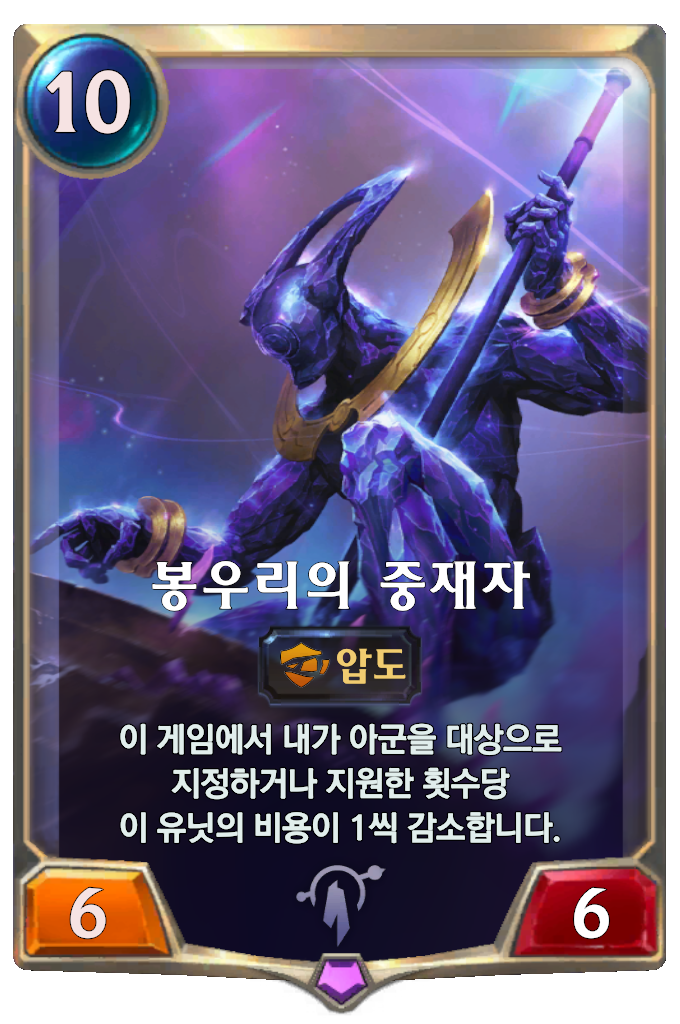 10
봉우리의 중재자
압도
이 게임에서 내가 아군을 대상으로
지정하거나 지원한 횟수당
이 유닛의 비용이 1씩 감소합니다.
6
6